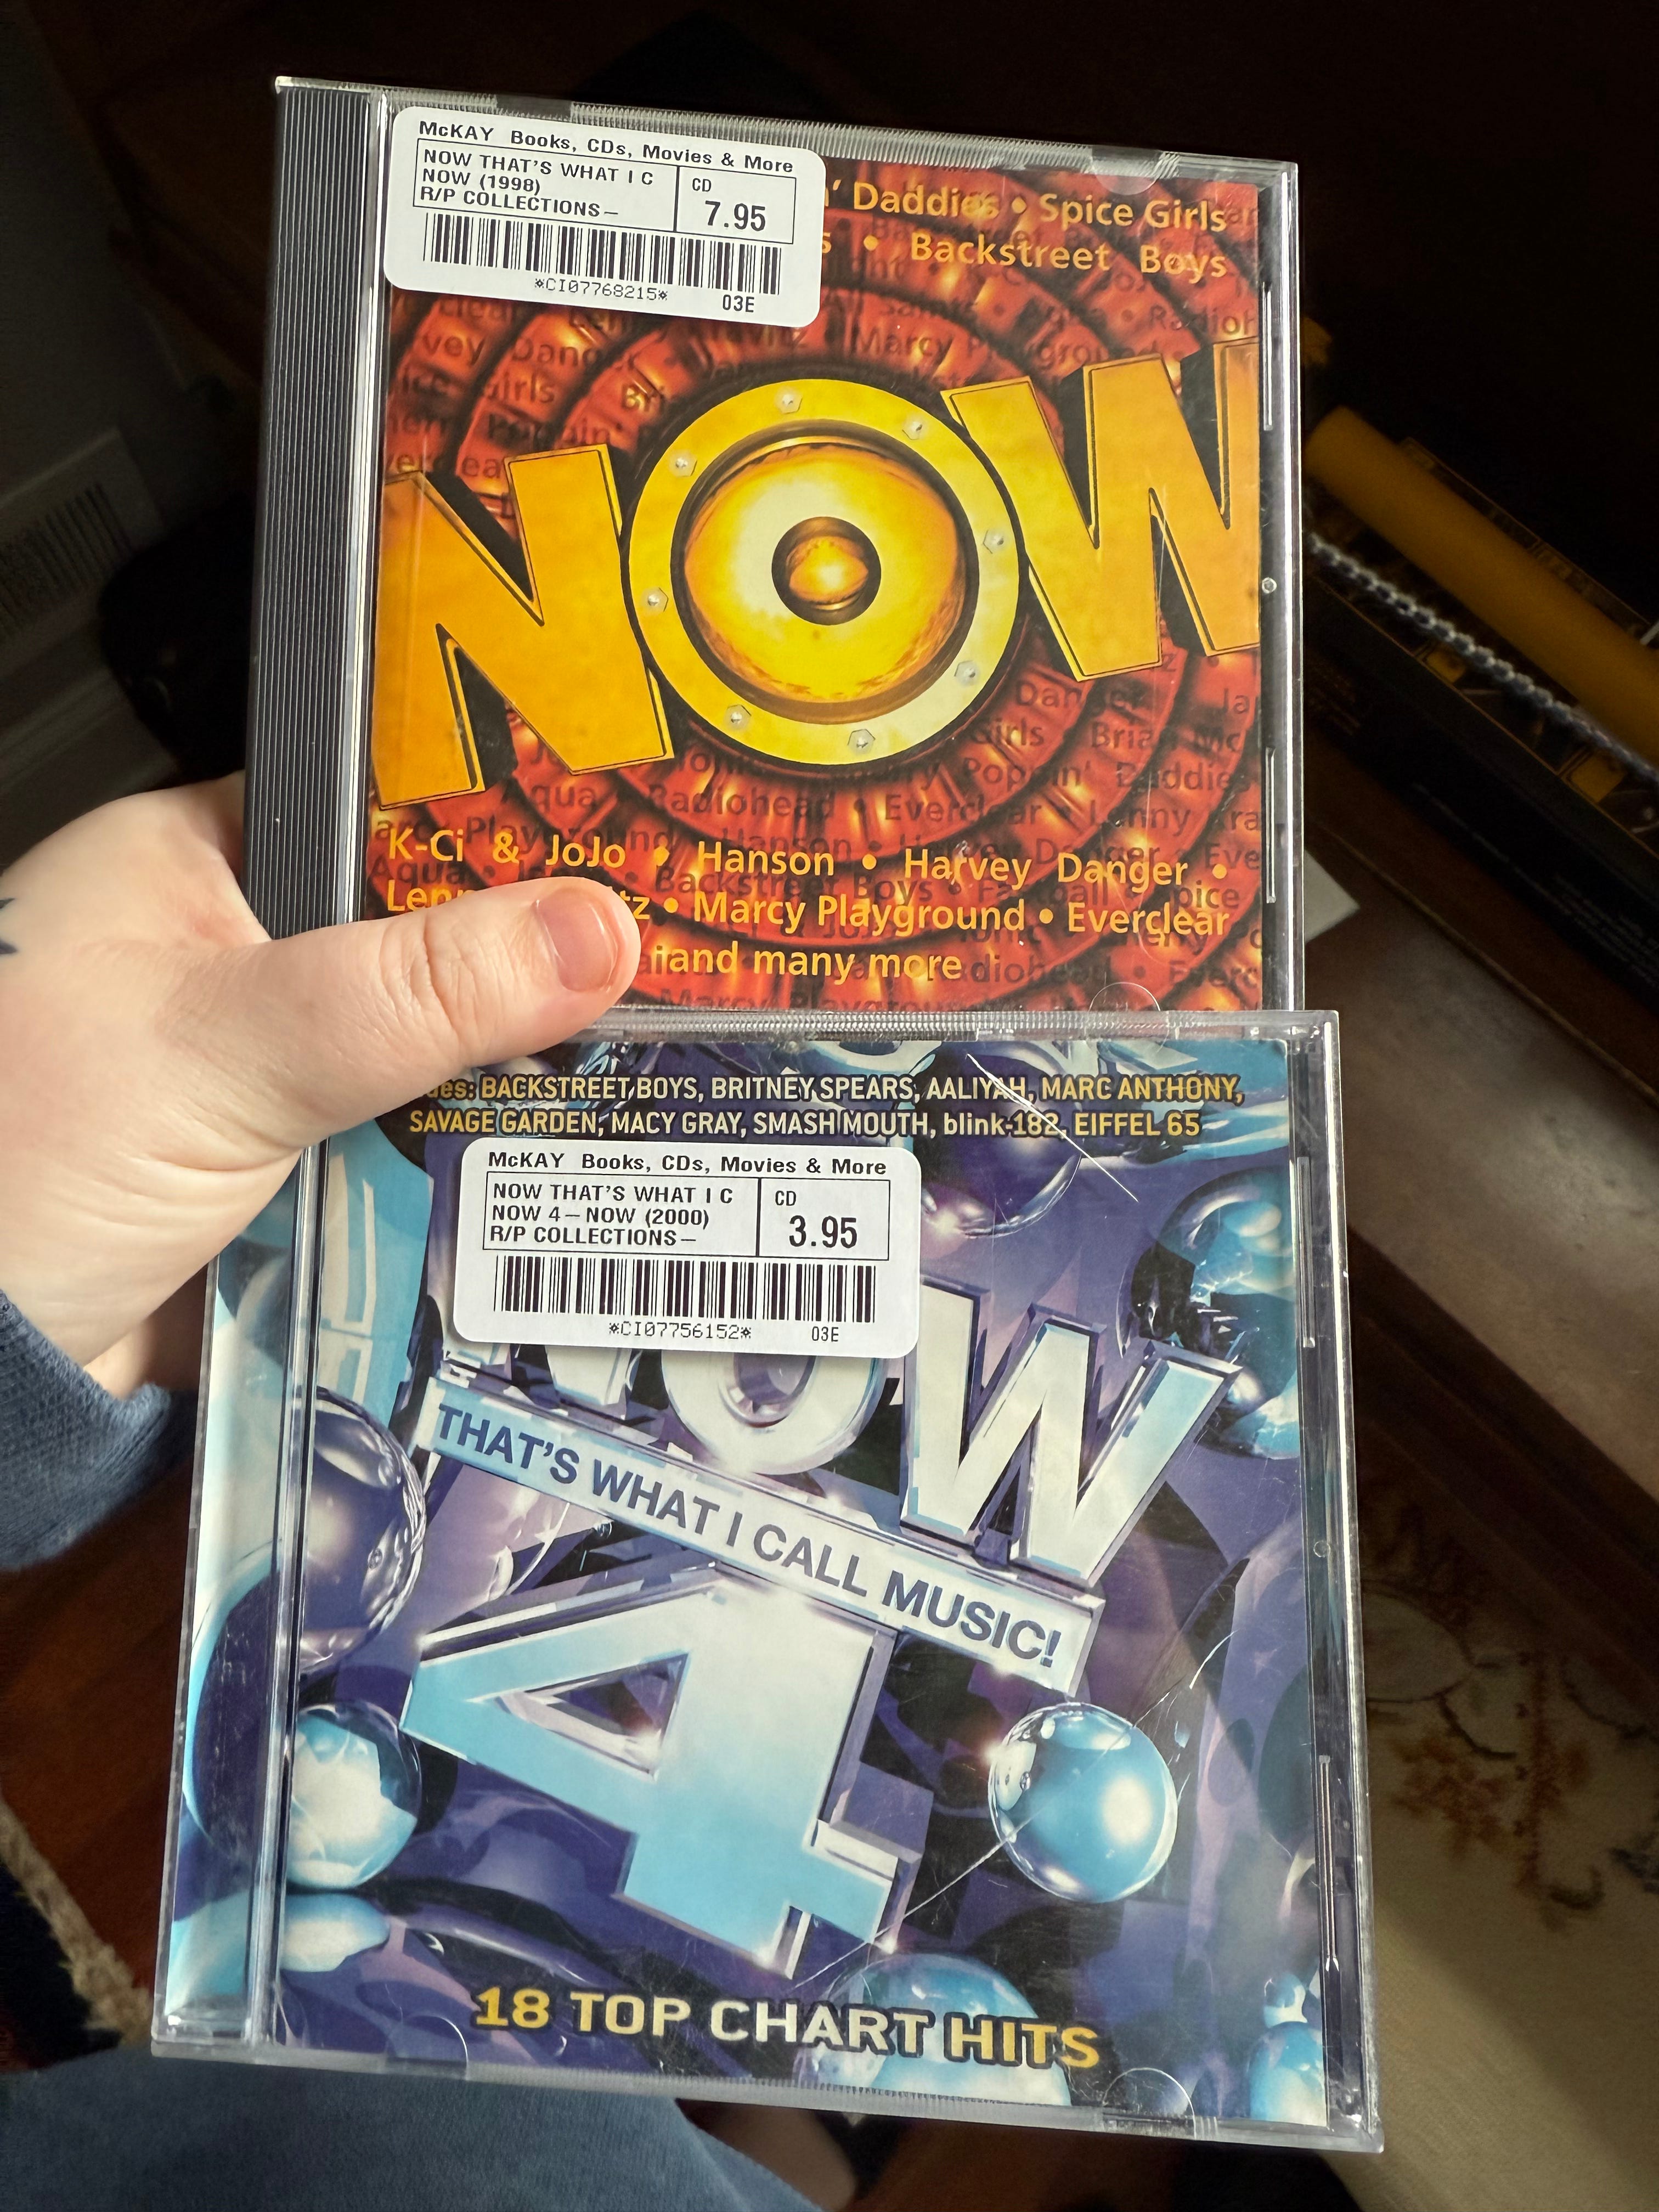 McKAY Books, CDs, Movies & More
NOW THAT'S WHAT I C
NOW (1998)
R/P COLLECTIONS—
CD
7.95
*CI07768215*
03E
Daddies • Spice Girls
• Backstreet Boys
NOW
K-Ci & JoJo • Hanson • Harvey Danger •
• Marcy Playground • Everclear
and many more
BACKSTREET BOYS, BRITNEY SPEARS, AALIYAH, MARC ANTHONY,
SAVAGE GARDEN, MACY GRAY, SMASH MOUTH, blink-182, EIFFEL 65
McKAY Books, CDs, Movies & More
NOW THAT'S WHAT I C
NOW 4—NOW (2000)
R/P COLLECTIONS—
CD
3.95
*CI07756152*
03E
NOW
THAT'S WHAT I CALL MUSIC!
4
18 TOP CHART HITS